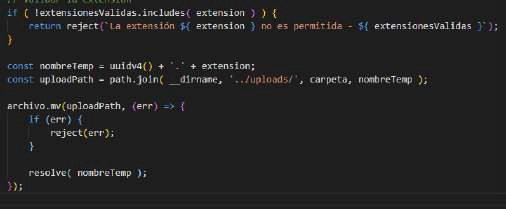 // Validar la extension
if ( !extensionesValidas.includes( extension ) ) {
return reject(`La extensión ${ extension } no es permitida - ${ extensionesValidas }`);
}
const nombreTemp = uuidv4() + '.' + extension;
const uploadPath = path.join( __dirname, '../uploads/', carpeta, nombreTemp );
archivo.mv(uploadPath, (err) => {
if (err) {
reject(err);
}
resolve( nombreTemp );
});